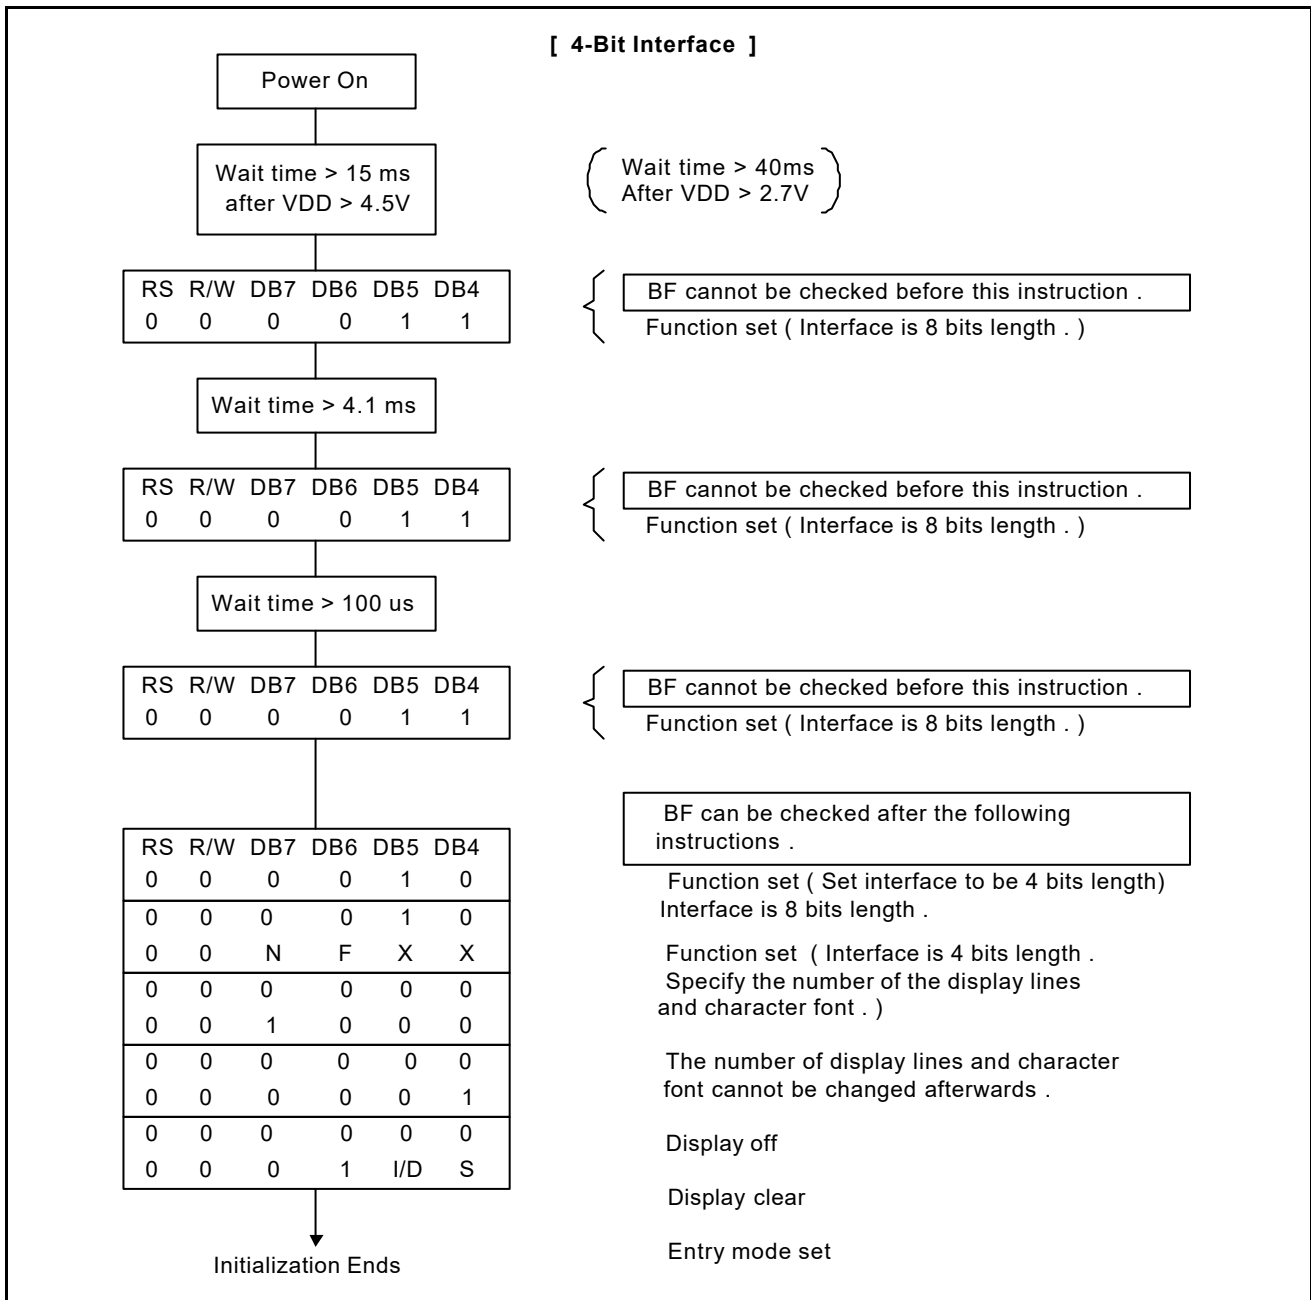 [ 4-Bit Interface ]
Power On
Wait time > 15 ms
after VDD > 4.5V
Wait time > 40ms
After VDD > 2.7V
RS R/W DB7 DB6 DB5 DB4
0 0 0 0 1 1
BF cannot be checked before this instruction .
Function set ( Interface is 8 bits length . )
Wait time > 4.1 ms
RS R/W DB7 DB6 DB5 DB4
0 0 0 0 1 1
BF cannot be checked before this instruction .
Function set ( Interface is 8 bits length . )
Wait time > 100 us
RS R/W DB7 DB6 DB5 DB4
0 0 0 0 1 1
BF cannot be checked before this instruction .
Function set ( Interface is 8 bits length . )
RS R/W DB7 DB6 DB5 DB4
0 0 0 0 1 0
0 0 0 0 1 0
0 0 N F X X
0 0 0 0 0 0
0 0 1 0 0 0
0 0 0 0 0 0
0 0 0 0 0 1
0 0 0 0 0 0
0 0 0 1 I/D S
BF can be checked after the following
instructions .
Function set ( Set interface to be 4 bits length)
Interface is 8 bits length .
Function set ( Interface is 4 bits length .
Specify the number of the display lines
and character font . )
The number of display lines and character
font cannot be changed afterwards .
Display off
Display clear
Entry mode set
Initialization Ends